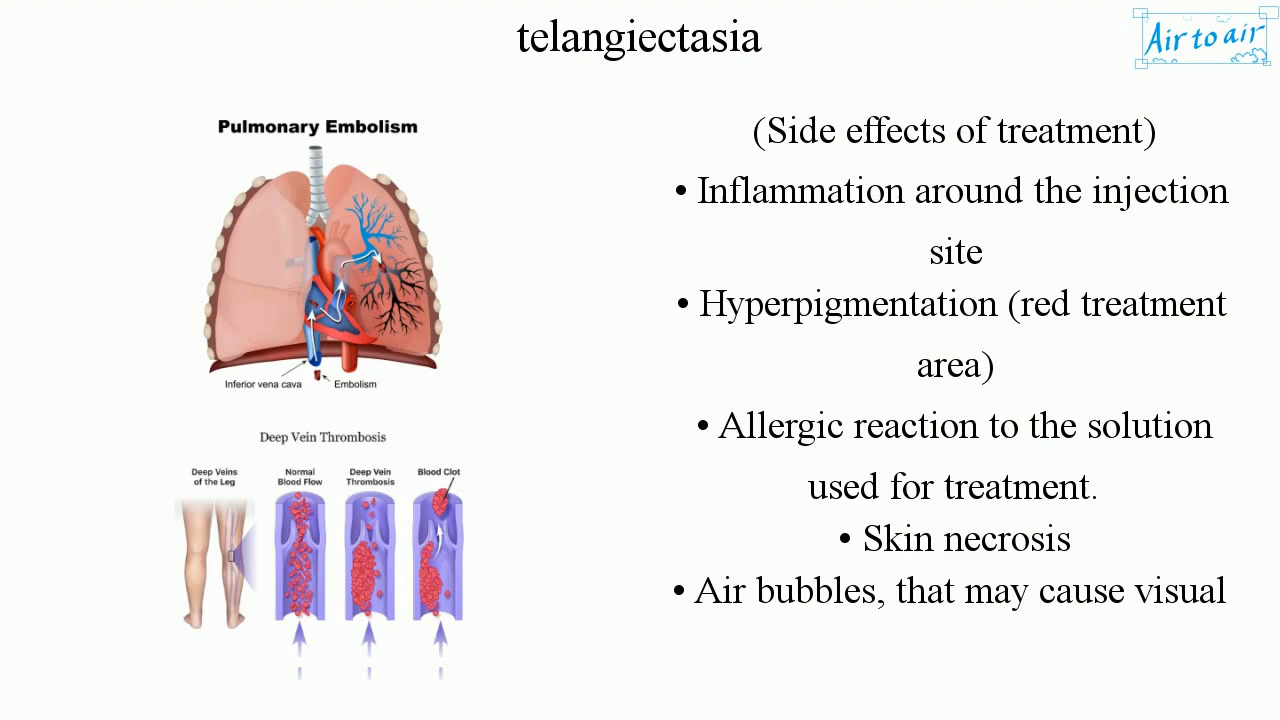 telangiectasia
Air to air
Pulmonary Embolism
Inferior vena cava
Embolism
Deep Vein Thrombosis
Deep Veins
of the Leg
Normal
Blood Flow
Deep Vein
Thrombosis
Blood Clot
(Side effects of treatment)
• Inflammation around the injection
site
• Hyperpigmentation (red treatment
area)
• Allergic reaction to the solution
used for treatment.
• Skin necrosis
• Air bubbles, that may cause visual